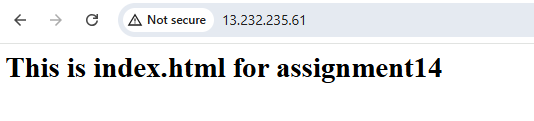 Not secure 13.232.235.61
This is index.html for assignment14